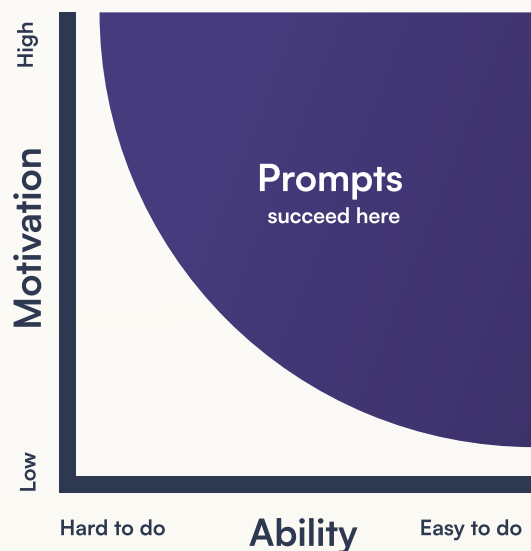 High
Motivation
Low
Prompts
succeed here
Hard to do
Ability
Easy to do